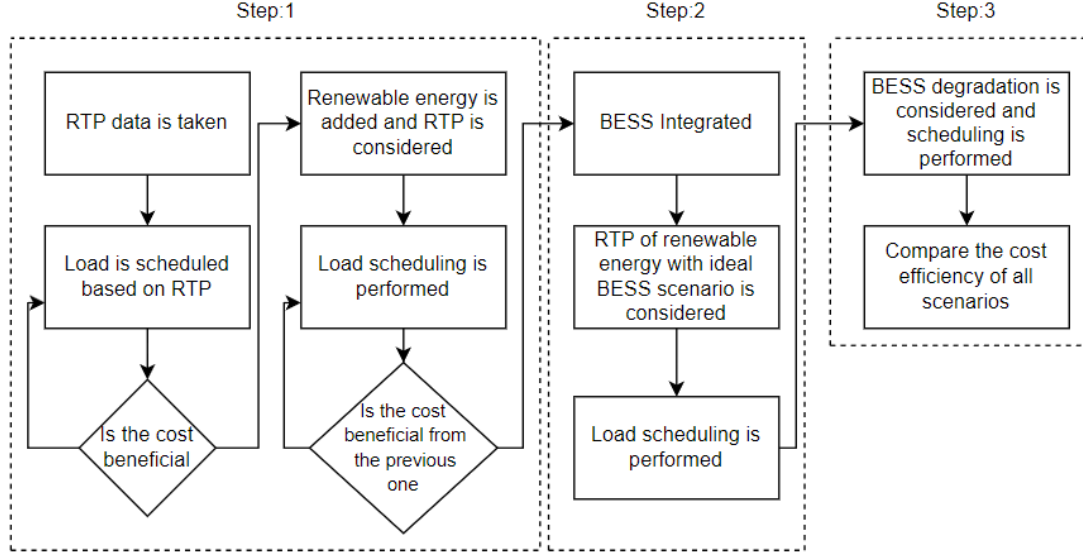 Step:1
RTP data is taken
Load is scheduled
based on RTP
Is the cost
beneficial
Renewable energy is
added and RTP is
considered
Load scheduling is
performed
Is the cost
beneficial from
the previous
one
Step:2
BESS Integrated
RTP of renewable
energy with ideal
BESS scenario is
considered
Load scheduling is
performed
Step:3
BESS degradation is
considered and
scheduling is
performed
Compare the cost
efficiency of all
scenarios